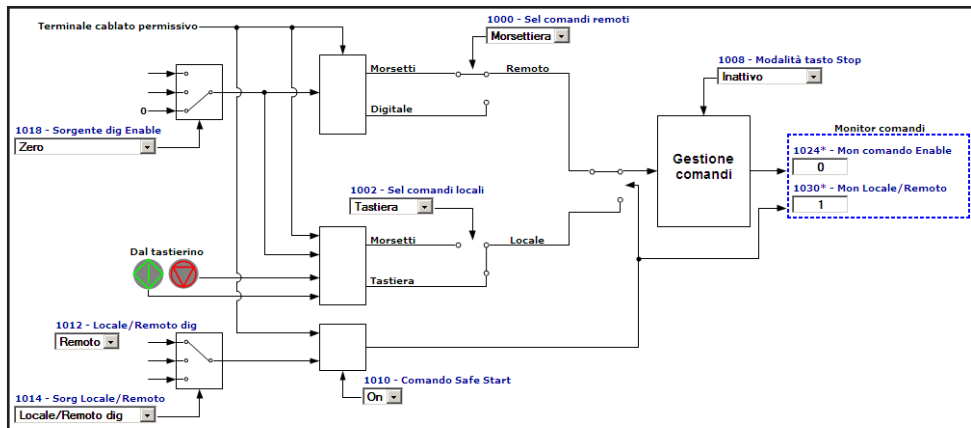 Terminale cablato permissivo
1000 - Sel comandi remoti
Morsettiera
1008 - Modalità tasto Stop
Inattivo
Morsetti
Remoto
Digitale
0
1018 - Sorgente dig Enable
Zero
Gestione
comandi
Monitor comandi
1024* - Mon comando Enable
0
1030* - Mon Locale/Remoto
1
1002 - Sel comandi locali
Tastiera
Morsetti
Locale
Tastiera
Dal tastierino
1012 - Locale/Remoto dig
Remoto
1010 - Comando Safe Start
On
1014 - Sorg Locale/Remoto
Locale/Remoto dig